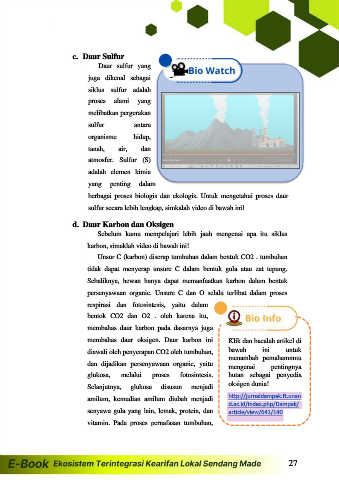 c. Daur Sulfur
Daur sulfur yang
juga dikenal sebagai
siklus sulfur adalah
proses alami yang
melibatkan pergerakan
sulfur antara
organisme hidup,
tanah, air, dan
atmosfer. Sulfur (S)
adalah elemen kimia
yang penting dalam
berbagai proses biologis dan ekologis. Untuk mengetahui proses daur
sulfur secara lebih lengkap, simkalah video di bawah ini!
Bio Watch
d. Daur Karbon dan Oksigen
Sebelum kamu mempelajari lebih jauh mengenai apa itu siklus
karbon, simaklah video di bawah ini!
Unsur C (karbon) diserap tumbuhan dalam bentuk CO2 . tumbuhan
tidak dapat menyerap unsure C dalam bentuk gula atau zat tepung.
Sebaliknya, hewan hanya dapat memanfaatkan karbon dalam bentuk
persenyawaan organic. Unsure C dan O selalu terlibat dalam proses
respirasi dan fotosintesis, yaitu dalam
bentuk CO2 dan O2 . oleh karena itu,
membahas daur karbon pada dasarnya juga
membahas daur oksigen. Daur karbon ini
diawali oleh penyerapan CO2 oleh tumbuhan,
dan dijadikan persenyawaan organic, yaitu
glukosa, melalui proses fotosintesis.
Selanjutnya, glukosa disusun menjadi
amilum, kemudian amilum diubah menjadi
senyawa gula yang lain, lemak, protein, dan
vitamin. Pada proses pernafasan tumbuhan,
Bio Info
Klik dan bacalah artikel di
bawah ini untuk
menambah pemahamanmu
mengenai pentingnya
hutan sebagai penyedia
oksigen dunia!
http://jurnaldampak.ft.unan
d.ac.id/index.php/Dampak/
article/view/641/140
E-Book Ekosistem Terintegrasi Kearifan Lokal Sendang Made 27